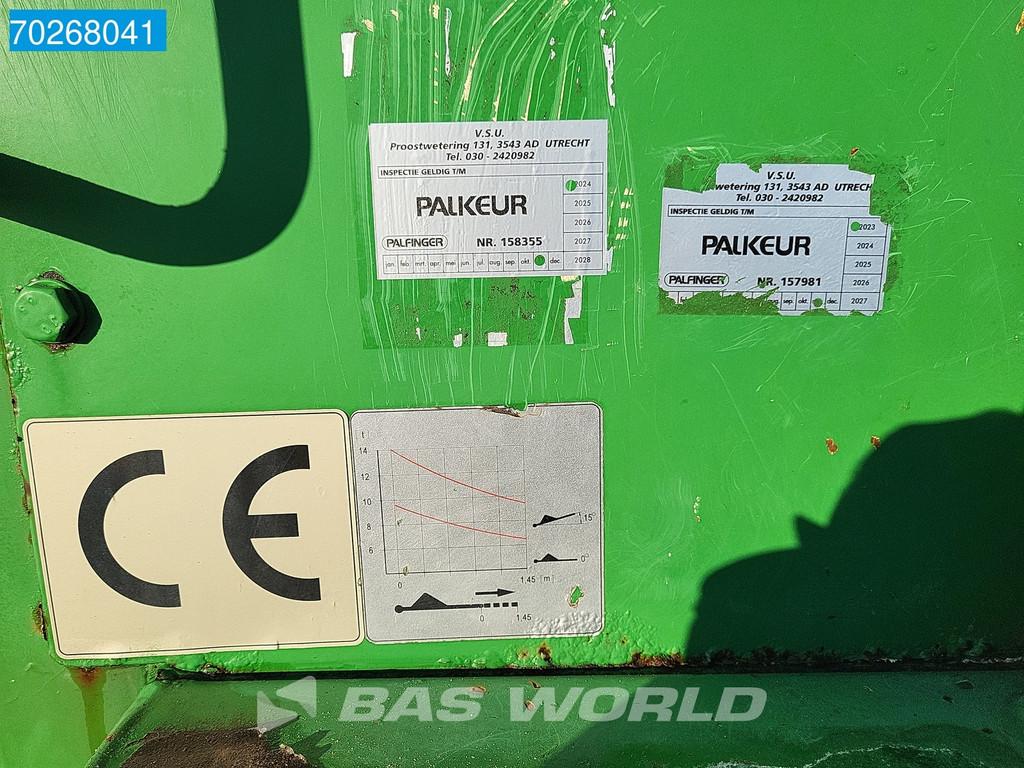 70268041
V.S.U.
Proostwetering 131, 3543 AD UTRECHT
Tel. 030 - 2420982
INSPECTIE GELDIG T/M
2024
2025
PALKEUR
2026
PALFINGER NR. 158355
2027
jan. feb. mrt. apr. mei jun. jul. aug. sep. okt. dec. 2028
V.S.U.
wetering 131, 3543 AD UTRECH
Tel. 030 - 2420982
INSPECTIE GELDIG T/M
2023
PALKEUR
2024
2025
PALFINGER NR. 157981
2026
aug. sep. okt. dec. 2027
CE
t
14
12
10
8
6
15°
0°
0 1.45 [m]
0 1.45
BAS WORLD